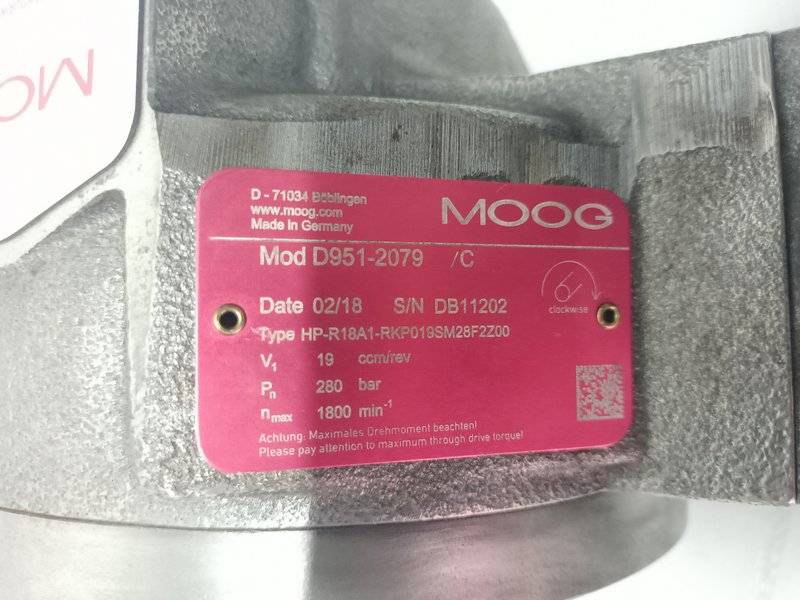 MOOG
D - 71034 Böblingen
www.moog.com
Made in Germany
MOOG
Mod D951-2079 /C
clockwise
Date 02/18 S/N DB11202
Type HP-R18A1-RKP019SM28F2Z00
V₁ 19 ccm/rev
Pn 280 bar
nmax 1800 min⁻¹
Achtung: Maximales Drehmoment beachten!
Please pay attention to maximum through drive torque!